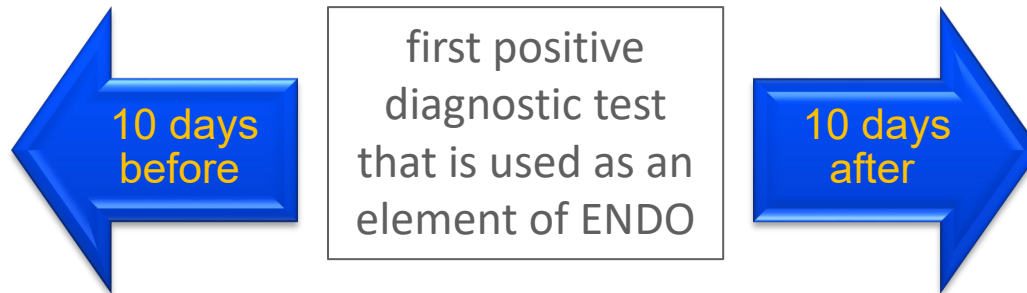 10 days
before
first positive
diagnostic test
that is used as an
element of ENDO
10 days
after